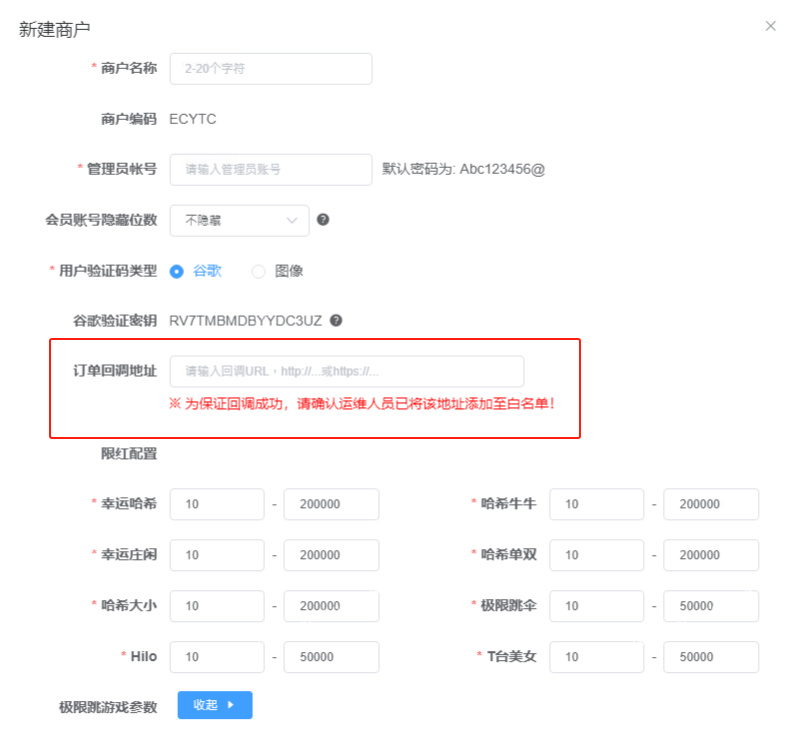 新建商户
* 商户名称 2-20个字符
商户编码 ECYTC
* 管理员帐号 请输入管理员账号 默认密码为: Abc123456@
会员账号隐藏位数 不隐藏
* 用户验证码类型 谷歌 图像
谷歌验证密钥 RV7TMBMDBYYDC3UZ
订单回调地址 请输入回调URL，http://...或https://...
※ 为保证回调成功，请确认运维人员已将该地址添加至白名单！
限红配置
* 幸运哈希 10 - 200000 * 哈希牛牛 10 - 200000
* 幸运庄闲 10 - 200000 * 哈希单双 10 - 200000
* 哈希大小 10 - 200000 * 极限跳伞 10 - 50000
* Hilo 10 - 50000 * T台美女 10 - 50000
极限跳游戏参数 收起